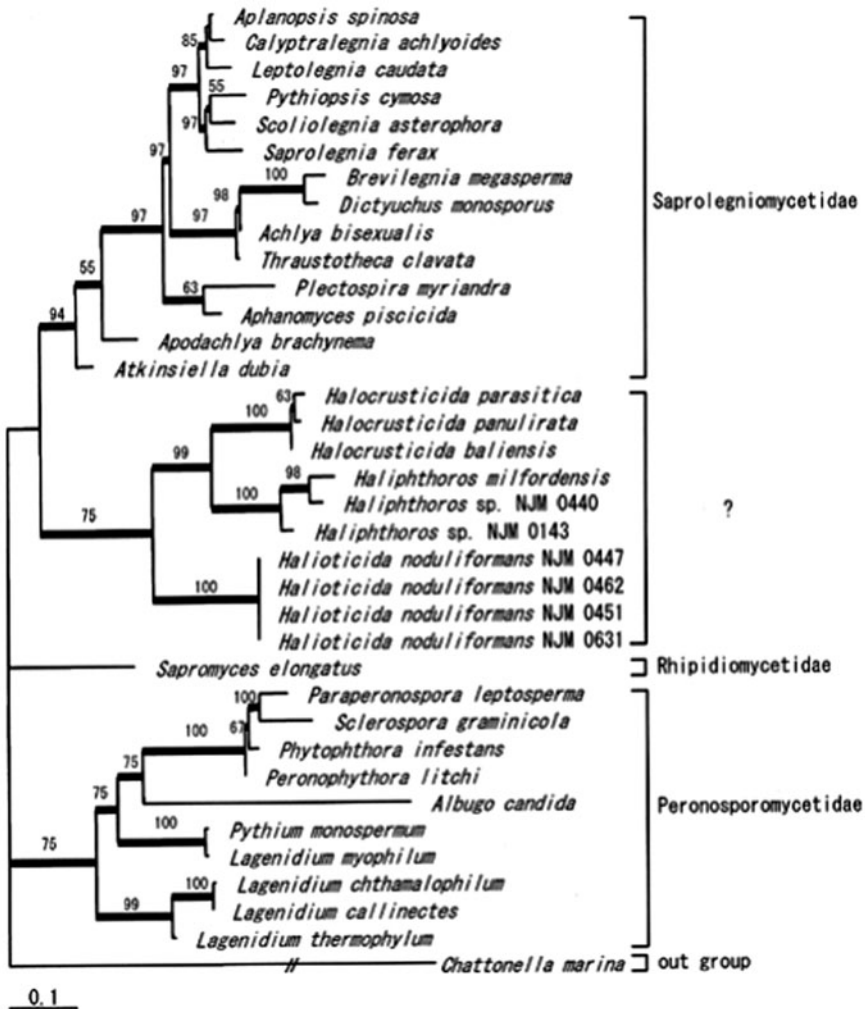 Aplanopsis spinosa
85
Calyptralegnia achlyoides
Leptolegnia caudata
97
55
Pythiopsis cymosa
97
Scoliolegnia asterophora
Saprolegnia ferax
97
100
Brevilegnia megasperma
98
Dictyuchus monosporus
Saprolegniomycetidae
97
97
Achlya bisexualis
Thraustotheca clavata
55
63
Plectospira myriandra
Aphanomyces piscicida
94
Apodachlya brachynema
Atkinsiella dubia
63
Halocrusticida parasitica
100
Halocrusticida panulirata
99
Halocrusticida baliensis
98
Haliphthoros milfordensis
100
Haliphthoros sp. NJM 0440
75
Haliphthoros sp. NJM 0143
?
Halioticida noduliformans NJM 0447
100
Halioticida noduliformans NJM 0462
Halioticida noduliformans NJM 0451
Halioticida noduliformans NJM 0631
Sapromyces elongatus
Rhipidiomycetidae
100
Paraperonospora leptosperma
67
Sclerospora graminicola
100
Phytophthora infestans
75
Peronophythora litchi
75
Albugo candida
Peronosporomycetidae
100
Pythium monospermum
75
Lagenidium myophilum
100
Lagenidium chthamalophilum
99
Lagenidium callinectes
Lagenidium thermophylum
Chattonella marina
out group
0.1